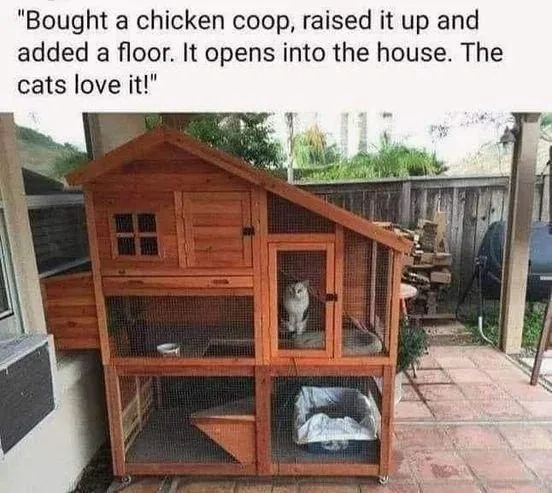 "Bought a chicken coop, raised it up and
added a floor. It opens into the house. The
cats love it!"